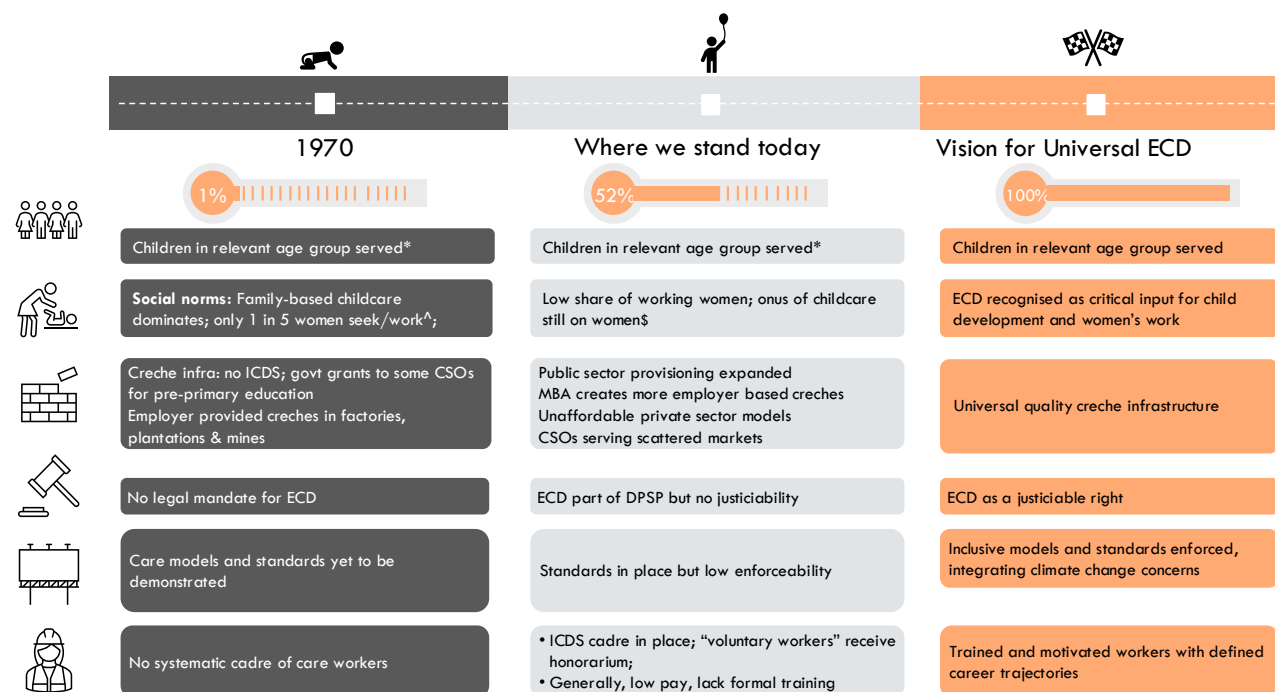 1970
Where we stand today
Vision for Universal ECD
1%
52%
100%
Children in relevant age group served*
Children in relevant age group served*
Children in relevant age group served
Social norms: Family-based childcare
dominates; only 1 in 5 women seek/work^;
Low share of working women; onus of childcare
still on women$
ECD recognised as critical input for child
development and women's work
Creche infra: no ICDS; govt grants to some CSOs
for pre-primary education
Employer provided creches in factories,
plantations & mines
Public sector provisioning expanded
MBA creates more employer based creches
Unaffordable private sector models
CSOs serving scattered markets
Universal quality creche infrastructure
No legal mandate for ECD
ECD part of DPSP but no justiciability
ECD as a justiciable right
Care models and standards yet to be
demonstrated
Standards in place but low enforceability
Inclusive models and standards enforced,
integrating climate change concerns
No systematic cadre of care workers
• ICDS cadre in place; "voluntary workers" receive
honorarium;
• Generally, low pay, lack formal training
Trained and motivated workers with defined
career trajectories